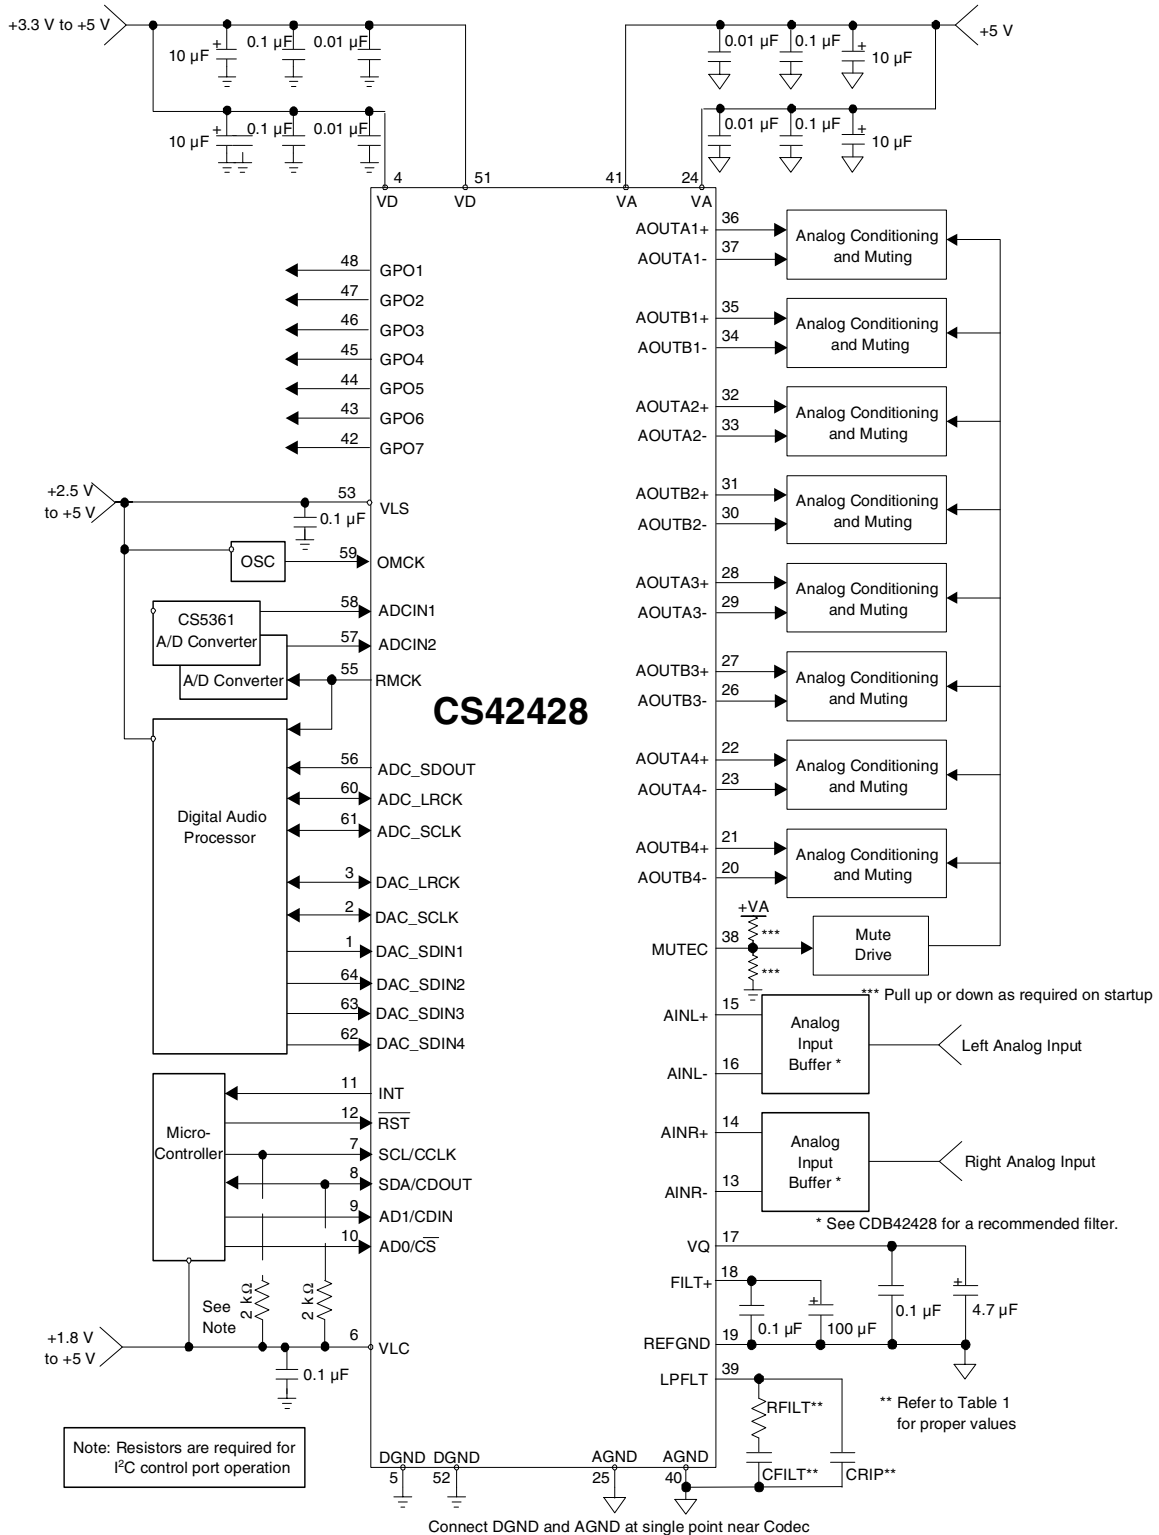 +3.3 V to +5 V
10 µF
+
0.1 µF
0.01 µF
10 µF
+
0.1 µF
0.01 µF
0.01 µF
0.1 µF
+
10 µF
+5 V
0.01 µF
0.1 µF
+
10 µF
4
VD
51
VD
41
VA
24
VA
48
GPO1
47
GPO2
46
GPO3
45
GPO4
44
GPO5
43
GPO6
42
GPO7
+2.5 V
to +5 V
53
VLS
0.1 µF
OSC
59
OMCK
CS5361
A/D Converter
58
ADCIN1
57
ADCIN2
A/D Converter
55
RMCK
CS42428
Digital Audio
Processor
56
ADC_SDOUT
60
ADC_LRCK
61
ADC_SCLK
3
DAC_LRCK
2
DAC_SCLK
1
DAC_SDIN1
64
DAC_SDIN2
63
DAC_SDIN3
62
DAC_SDIN4
Micro-
Controller
11
INT
12
RST
7
SCL/CCLK
8
SDA/CDOUT
9
AD1/CDIN
10
AD0/CS
See
Note
2 kΩ
2 kΩ
+1.8 V
to +5 V
6
VLC
0.1 µF
Note: Resistors are required for
I²C control port operation
AOUTA1+
36
AOUTA1-
37
Analog Conditioning
and Muting
AOUTB1+
35
AOUTB1-
34
Analog Conditioning
and Muting
AOUTA2+
32
AOUTA2-
33
Analog Conditioning
and Muting
AOUTB2+
31
AOUTB2-
30
Analog Conditioning
and Muting
AOUTA3+
28
AOUTA3-
29
Analog Conditioning
and Muting
AOUTB3+
27
AOUTB3-
26
Analog Conditioning
and Muting
AOUTA4+
22
AOUTA4-
23
Analog Conditioning
and Muting
AOUTB4+
21
AOUTB4-
20
Analog Conditioning
and Muting
+VA
***
MUTEC
38
***
Mute
Drive
*** Pull up or down as required on startup
AINL+
15
AINL-
16
Analog
Input
Buffer *
Left Analog Input
AINR+
14
AINR-
13
Analog
Input
Buffer *
Right Analog Input
* See CDB42428 for a recommended filter.
VQ
17
FILT+
18
0.1 µF
+
100 µF
0.1 µF
+
4.7 µF
REFGND
19
LPFLT
39
RFILT**
CFILT**
CRIP**
** Refer to Table 1
for proper values
DGND
5
DGND
52
AGND
25
AGND
40
Connect DGND and AGND at single point near Codec